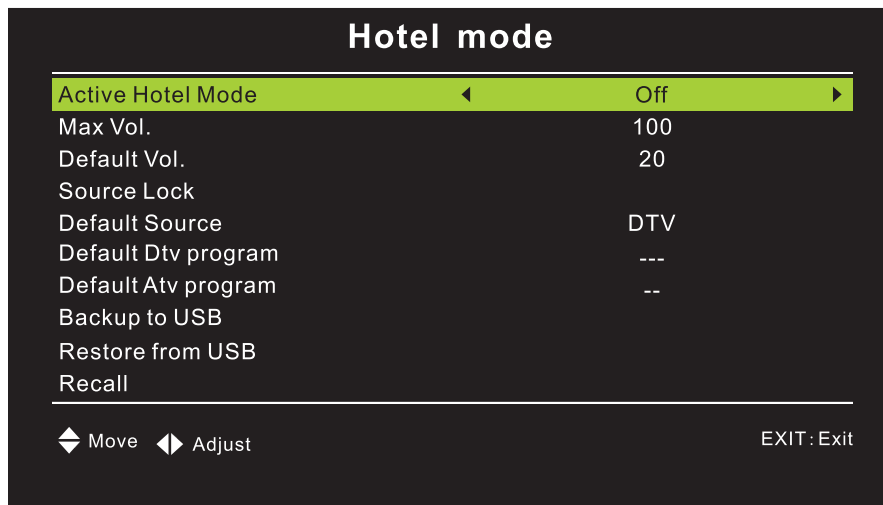 Hotel mode
Active Hotel Mode Off
Max Vol. 100
Default Vol. 20
Source Lock
Default Source DTV
Default Dtv program ---
Default Atv program --
Backup to USB
Restore from USB
Recall
Move Adjust EXIT: Exit